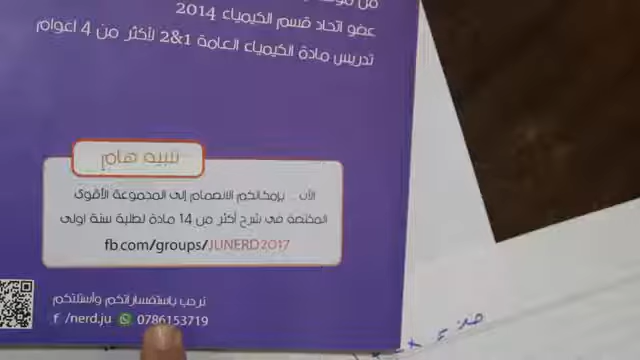 عضو اتحاد قسم الكيمياء 2014
تدريس مادة الكيمياء العامة 1&2 لأكثر من 4 اعوام
تنبيه هام
الآن .. بإمكانكم الانضمام إلى المجموعة الأقوى
المختصة في شرح أكثر من 14 مادة لطلبة سنة اولى
fb.com/groups/JUNERD2017
نرحب باستفساراتكم وأسئلتكم
f /nerd.ju 0786153719